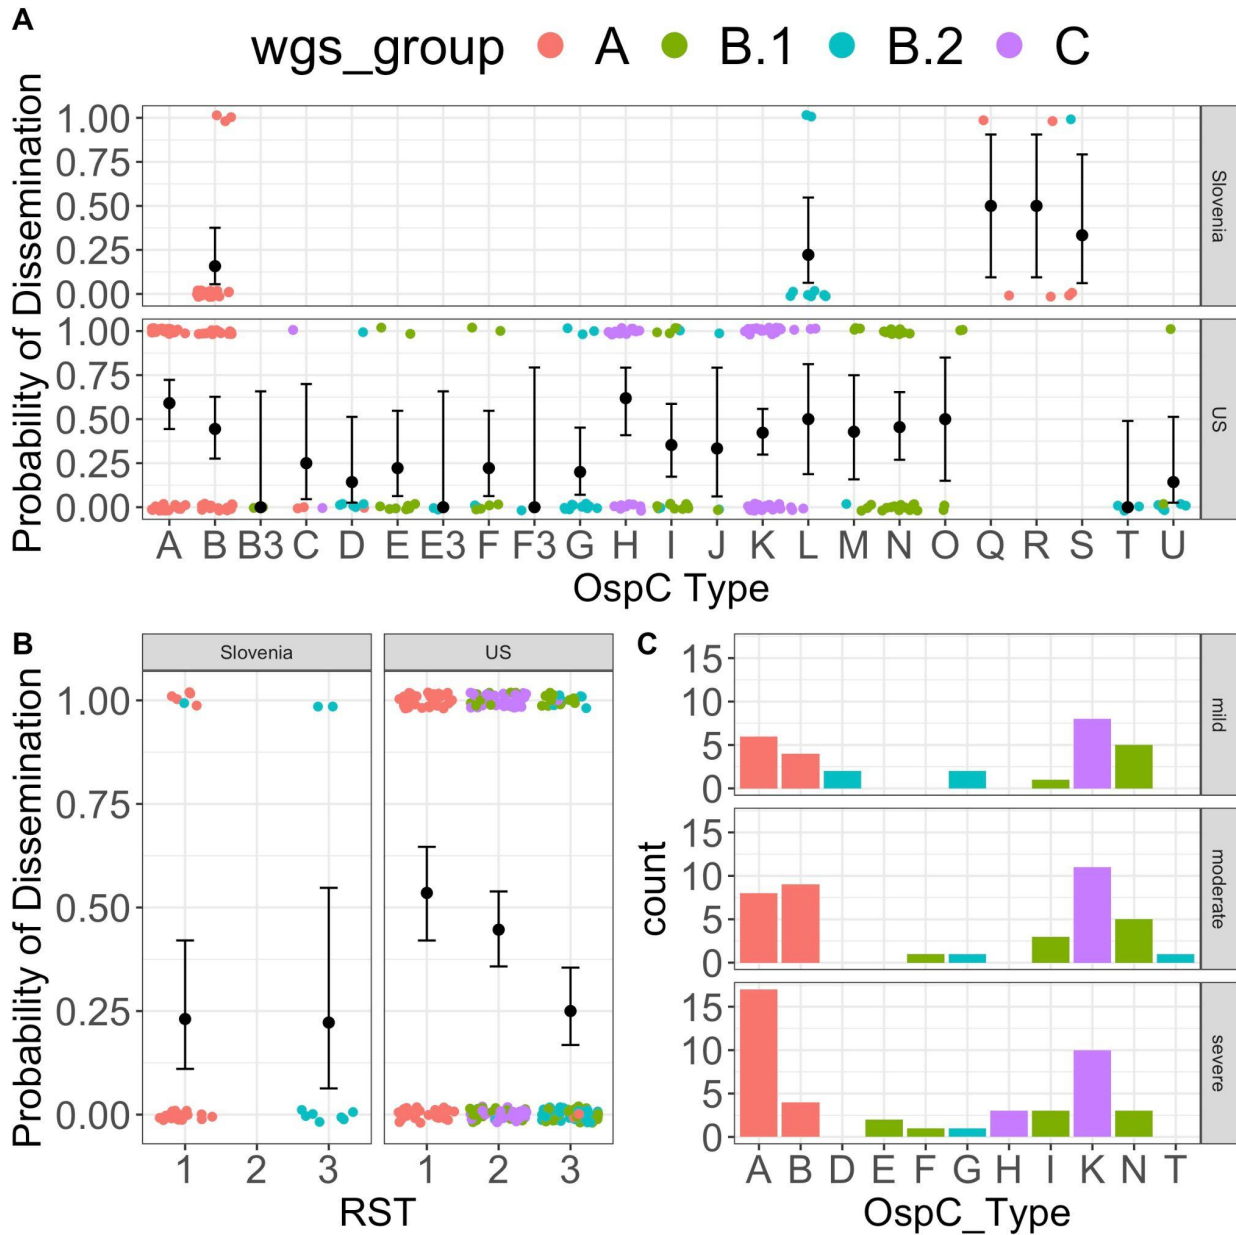 A
wgs_group A B.1 B.2 C
Probability of Dissemination
1.00
0.75
0.50
0.25
0.00
Slovenia
Probability of Dissemination
1.00
0.75
0.50
0.25
0.00
US
A B B3 C D E E3 F F3 G H I J K L M N O Q R S T U
OspC Type
B
Slovenia US
Probability of Dissemination
1.00
0.75
0.50
0.25
0.00
1 2 3 1 2 3
RST
C
count
15
10
5
0
mild
15
10
5
0
moderate
15
10
5
0
severe
A B D E F G H I K N T
OspC_Type